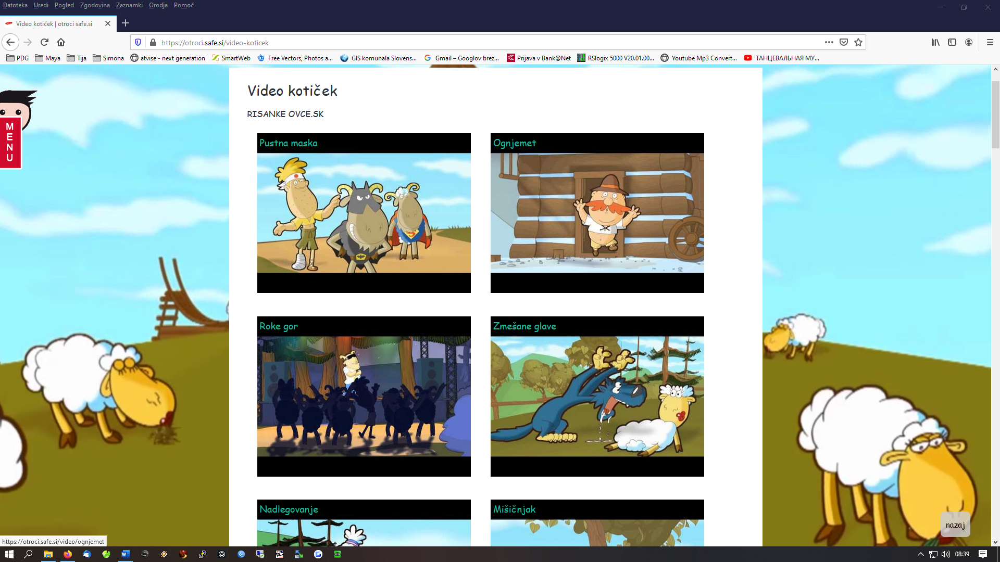 Datoteka Uredi Pogled Zgodovina Zaznamki Orodja Pomoč
Video kotiček | otroci safe.si
https://otroci.safe.si/video-koticek
PDG Maya Tija Simona atvise - next generation SmartWeb Free Vectors, Photos a... GIS komunala Slovens... Gmail – Googlov brez... Prijava v Bank@Net RSlogix 5000 V20.01.00... Youtube Mp3 Convert... ТАНЦЕВАЛЬНАЯ МУ...
MENU
Video kotiček
RISANKE OVCE.SK
Pustna maska
Ognjemet
Roke gor
Zmešane glave
Nadlegovanje
Mišičnjak
nazaj
https://otroci.safe.si/video/ognjemet
08:39